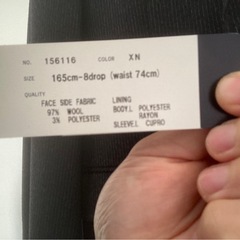 NO. 156116 COLOR XN
SIZE 165cm-8drop (waist 74cm)
QUALITY
FACE SIDE FABRIC LINING
97% WOOL BODY.L POLYESTER
3% POLYESTER RAYON
SLEEVE.L CUPRO